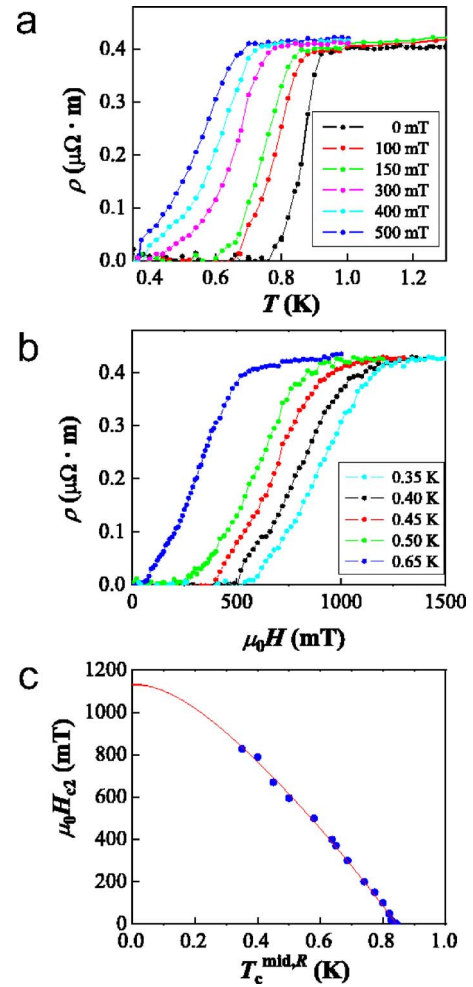 a
0.4
0.3
0.2
0.1
0.0
ρ (μΩ · m)
0 mT
100 mT
150 mT
300 mT
400 mT
500 mT
0.4 0.6 0.8 1.0 1.2
T (K)
b
0.4
0.3
0.2
0.1
0.0
ρ (μΩ · m)
0.35 K
0.40 K
0.45 K
0.50 K
0.65 K
0 500 1000 1500
μ₀H (mT)
c
1200
1000
800
600
400
200
0
μ₀Hc2 (mT)
0.0 0.2 0.4 0.6 0.8 1.0
Tc^mid,R (K)